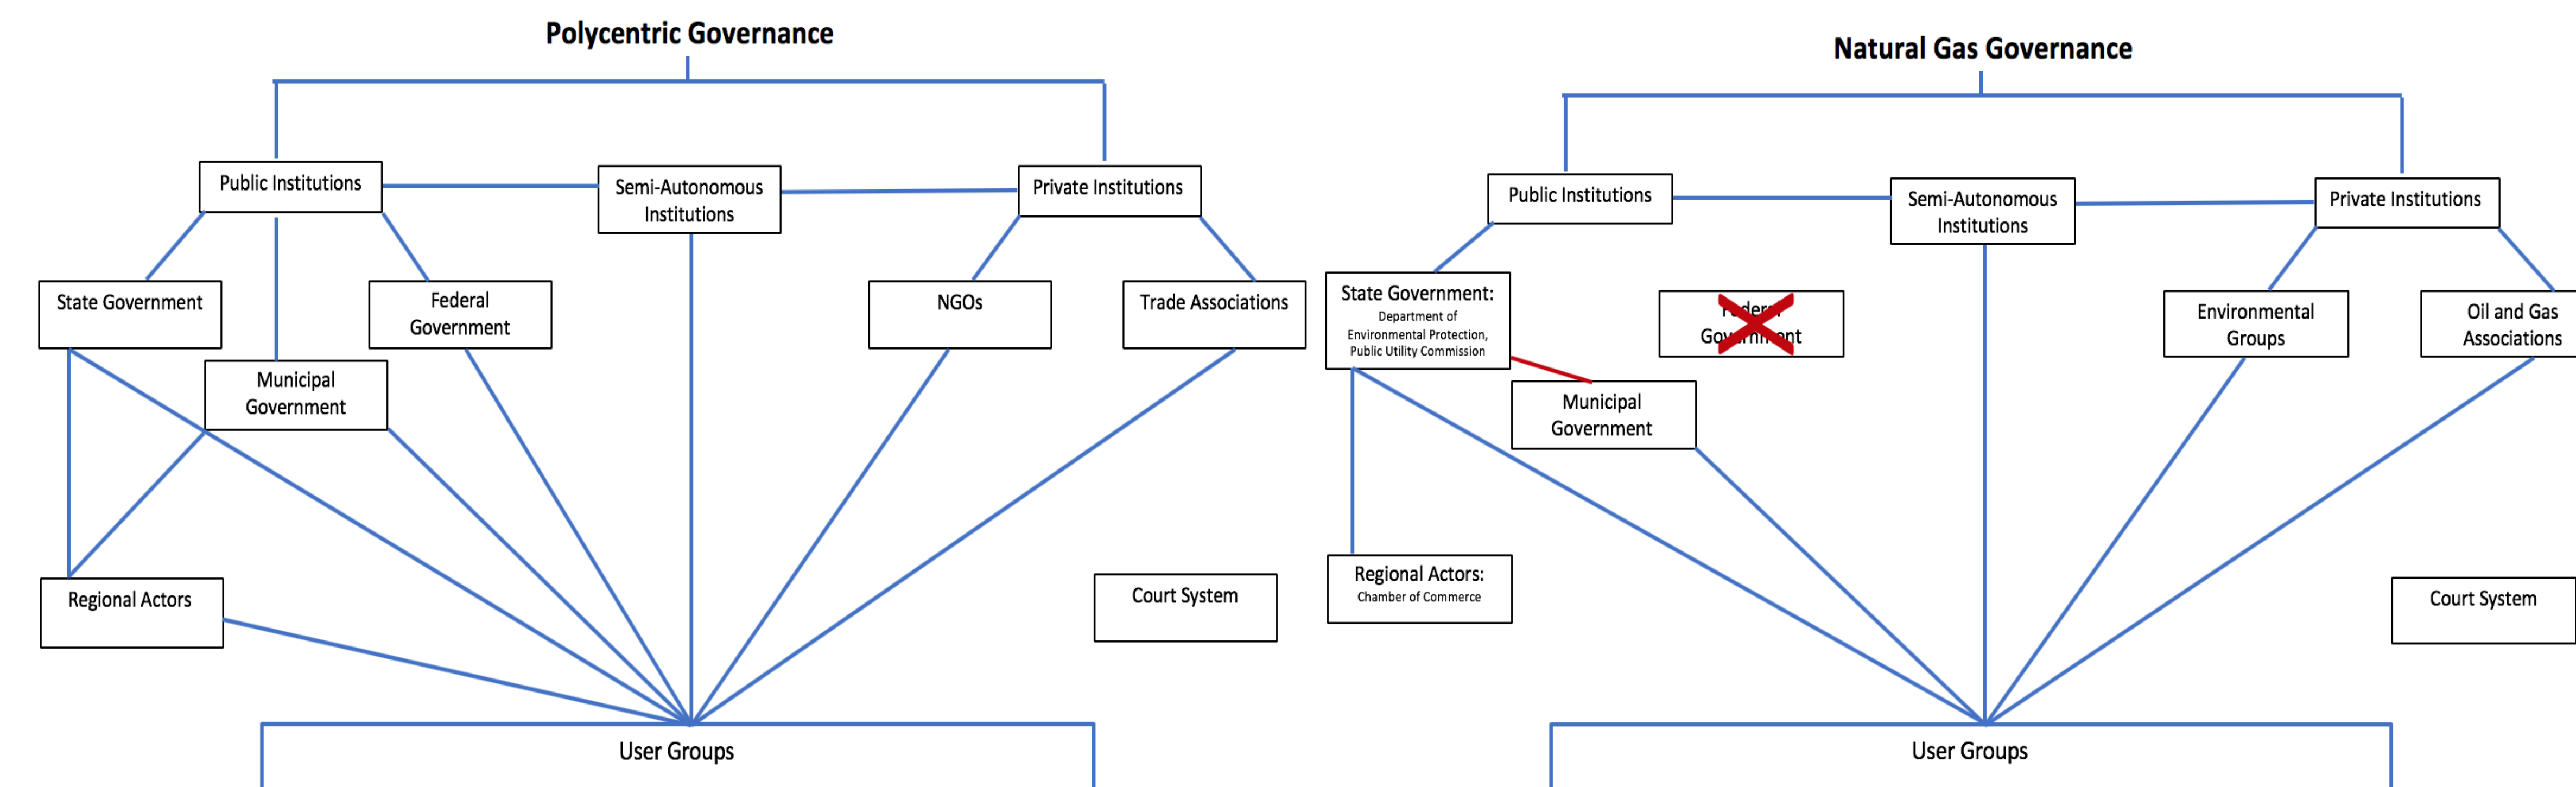 Polycentric Governance
Public Institutions
Semi-Autonomous
Institutions
Private Institutions
State Government
Federal
Government
NGOs
Trade Associations
Municipal
Government
Regional Actors
Court System
User Groups
Natural Gas Governance
Public Institutions
Semi-Autonomous
Institutions
Private Institutions
State Government:
Department of
Environmental Protection,
Public Utility Commission
Federal
Government
Environmental
Groups
Oil and Gas
Associations
Municipal
Government
Regional Actors:
Chamber of Commerce
Court System
User Groups